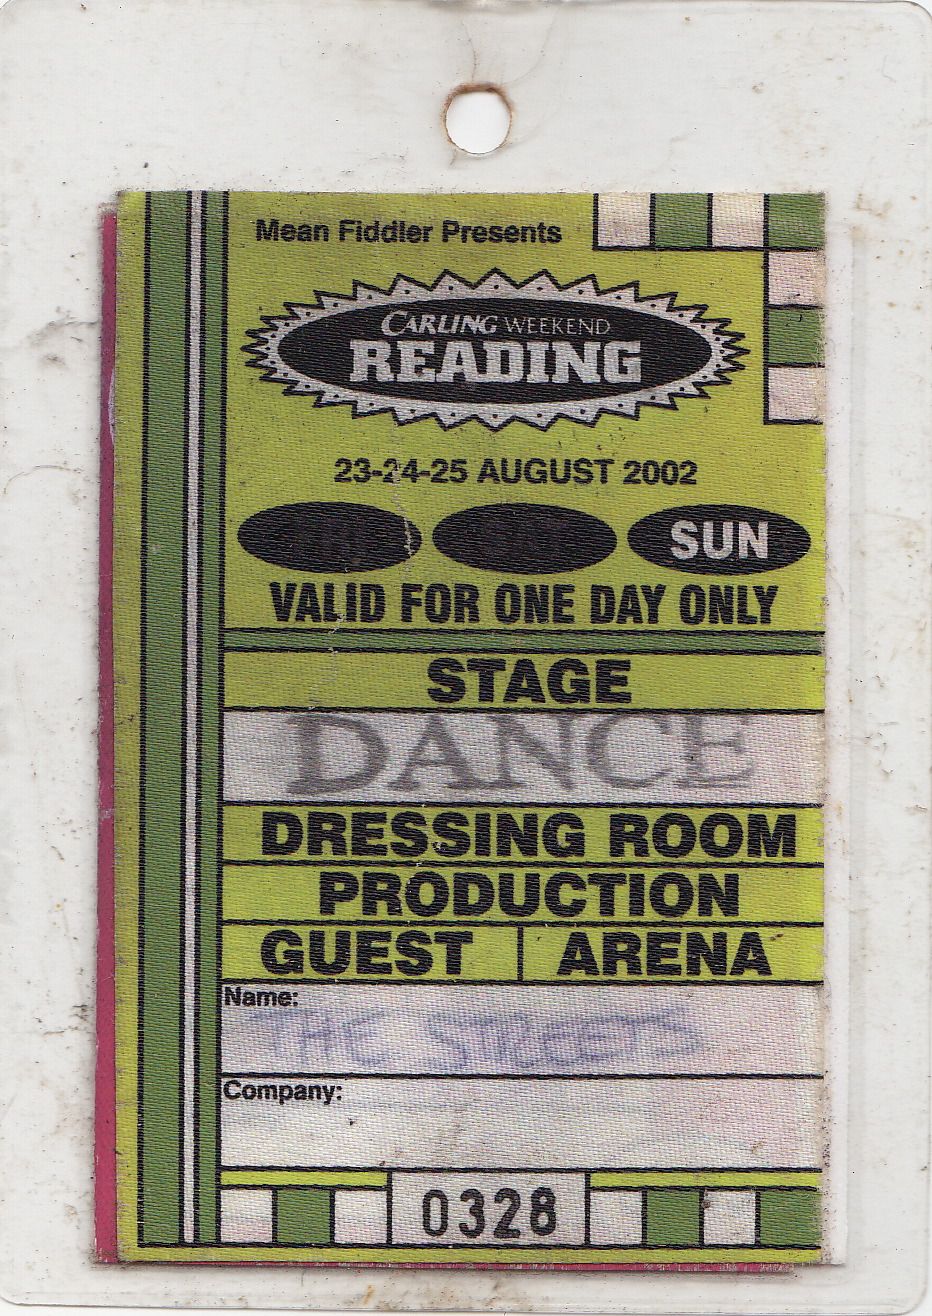 Mean Fiddler Presents
CARLING WEEKEND
READING
23-24-25 AUGUST 2002
SUN
VALID FOR ONE DAY ONLY
STAGE
DANCE
DRESSING ROOM
PRODUCTION
GUEST ARENA
Name:
THE STREETS
Company:
0328